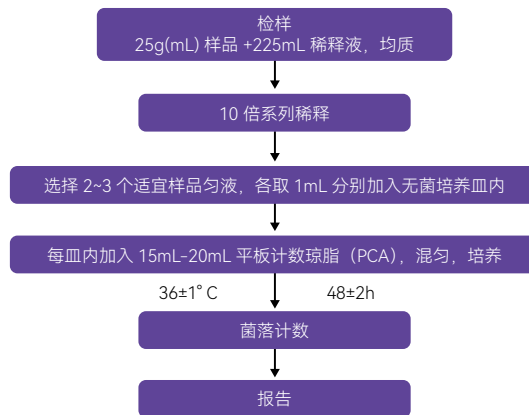 检样
25g(mL) 样品 +225mL 稀释液，均质
10 倍系列稀释
选择 2~3 个适宜样品匀液，各取 1mL 分别加入无菌培养皿内
每皿内加入 15mL-20mL 平板计数琼脂（PCA），混匀，培养
36±1° C 48±2h
菌落计数
报告